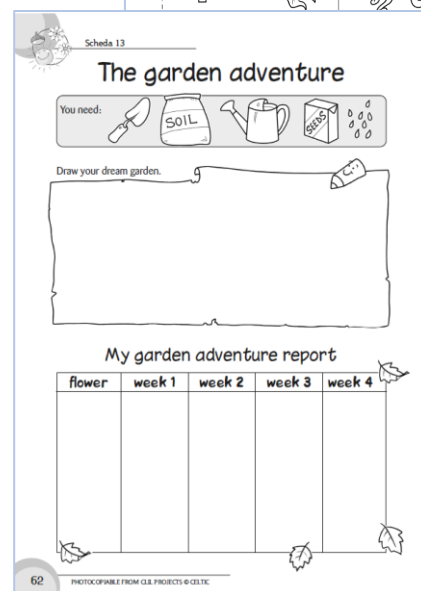 Scheda 13
The garden adventure
You need:
SOIL
SEEDS
Draw your dream garden.
My garden adventure report
flower week 1 week 2 week 3 week 4
62 PHOTOCOPIABLE FROM CLIL PROJECTS © CELTIC